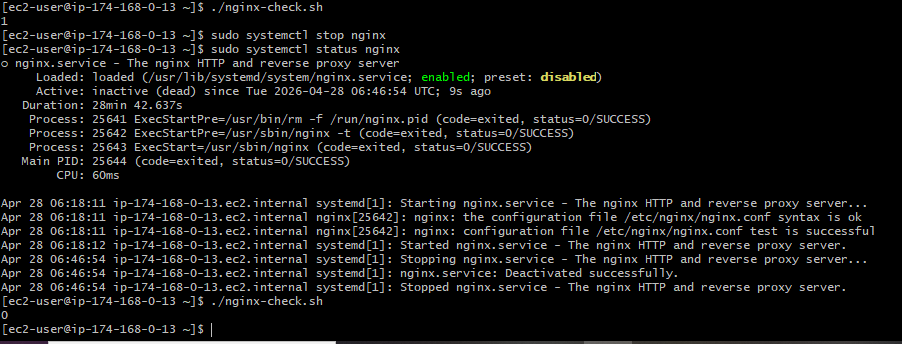 [ec2-user@ip-174-168-0-13 ~]$ ./nginx-check.sh
1
[ec2-user@ip-174-168-0-13 ~]$ sudo systemctl stop nginx
[ec2-user@ip-174-168-0-13 ~]$ sudo systemctl status nginx
○ nginx.service - The nginx HTTP and reverse proxy server
     Loaded: loaded (/usr/lib/systemd/system/nginx.service; enabled; preset: disabled)
     Active: inactive (dead) since Tue 2026-04-28 06:46:54 UTC; 9s ago
   Duration: 28min 42.637s
    Process: 25641 ExecStartPre=/usr/bin/rm -f /run/nginx.pid (code=exited, status=0/SUCCESS)
    Process: 25642 ExecStartPre=/usr/sbin/nginx -t (code=exited, status=0/SUCCESS)
    Process: 25643 ExecStart=/usr/sbin/nginx (code=exited, status=0/SUCCESS)
   Main PID: 25644 (code=exited, status=0/SUCCESS)
        CPU: 60ms

Apr 28 06:18:11 ip-174-168-0-13.ec2.internal systemd[1]: Starting nginx.service - The nginx HTTP and reverse proxy server...
Apr 28 06:18:11 ip-174-168-0-13.ec2.internal nginx[25642]: nginx: the configuration file /etc/nginx/nginx.conf syntax is ok
Apr 28 06:18:11 ip-174-168-0-13.ec2.internal nginx[25642]: nginx: configuration file /etc/nginx/nginx.conf test is successful
Apr 28 06:18:12 ip-174-168-0-13.ec2.internal systemd[1]: Started nginx.service - The nginx HTTP and reverse proxy server.
Apr 28 06:46:54 ip-174-168-0-13.ec2.internal systemd[1]: Stopping nginx.service - The nginx HTTP and reverse proxy server...
Apr 28 06:46:54 ip-174-168-0-13.ec2.internal systemd[1]: nginx.service: Deactivated successfully.
Apr 28 06:46:54 ip-174-168-0-13.ec2.internal systemd[1]: Stopped nginx.service - The nginx HTTP and reverse proxy server.
[ec2-user@ip-174-168-0-13 ~]$ ./nginx-check.sh
0
[ec2-user@ip-174-168-0-13 ~]$